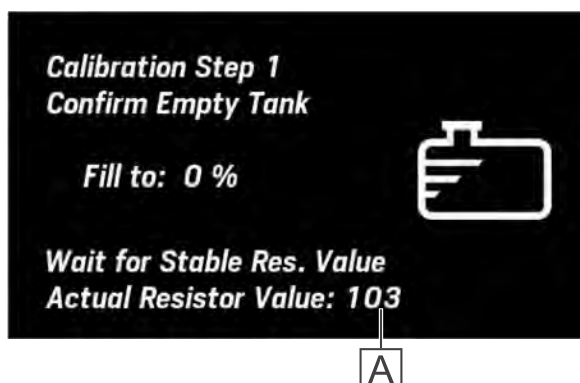 Calibration Step 1
Confirm Empty Tank
Fill to: 0 %
Wait for Stable Res. Value
Actual Resistor Value: 103
A